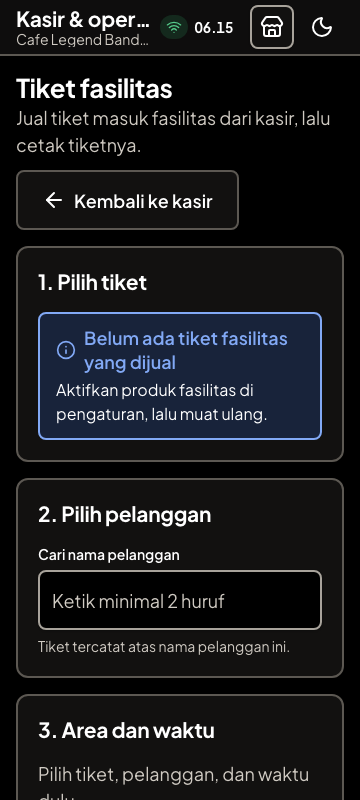 Kasir & oper...
Cafe Legend Band...
06.15
Tiket fasilitas
Jual tiket masuk fasilitas dari kasir, lalu
cetak tiketnya.
Kembali ke kasir
1. Pilih tiket
Belum ada tiket fasilitas
yang dijual
Aktifkan produk fasilitas di
pengaturan, lalu muat ulang.
2. Pilih pelanggan
Cari nama pelanggan
Ketik minimal 2 huruf
Tiket tercatat atas nama pelanggan ini.
3. Area dan waktu
Pilih tiket, pelanggan, dan waktu
dulu.